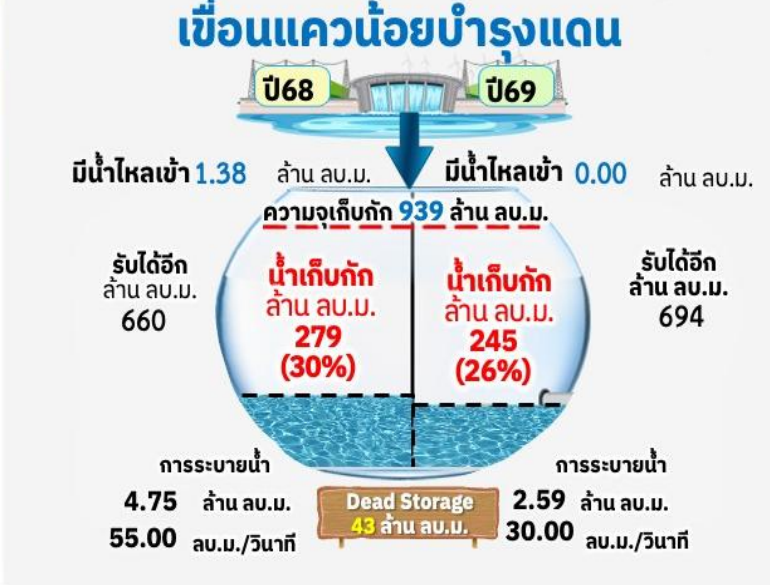 เขื่อนแควน้อยบำรุงแดน
ปี68
ปี69
มีน้ำไหลเข้า 1.38 ล้าน ลบ.ม.
มีน้ำไหลเข้า 0.00 ล้าน ลบ.ม.
ความจุเก็บกัก 939 ล้าน ลบ.ม.
รับได้อีก
ล้าน ลบ.ม.
660
น้ำเก็บกัก
ล้าน ลบ.ม.
279
(30%)
น้ำเก็บกัก
ล้าน ลบ.ม.
245
(26%)
รับได้อีก
ล้าน ลบ.ม.
694
การระบายน้ำ
4.75 ล้าน ลบ.ม.
55.00 ลบ.ม./วินาที
Dead Storage
43 ล้าน ลบ.ม.
การระบายน้ำ
2.59 ล้าน ลบ.ม.
30.00 ลบ.ม./วินาที